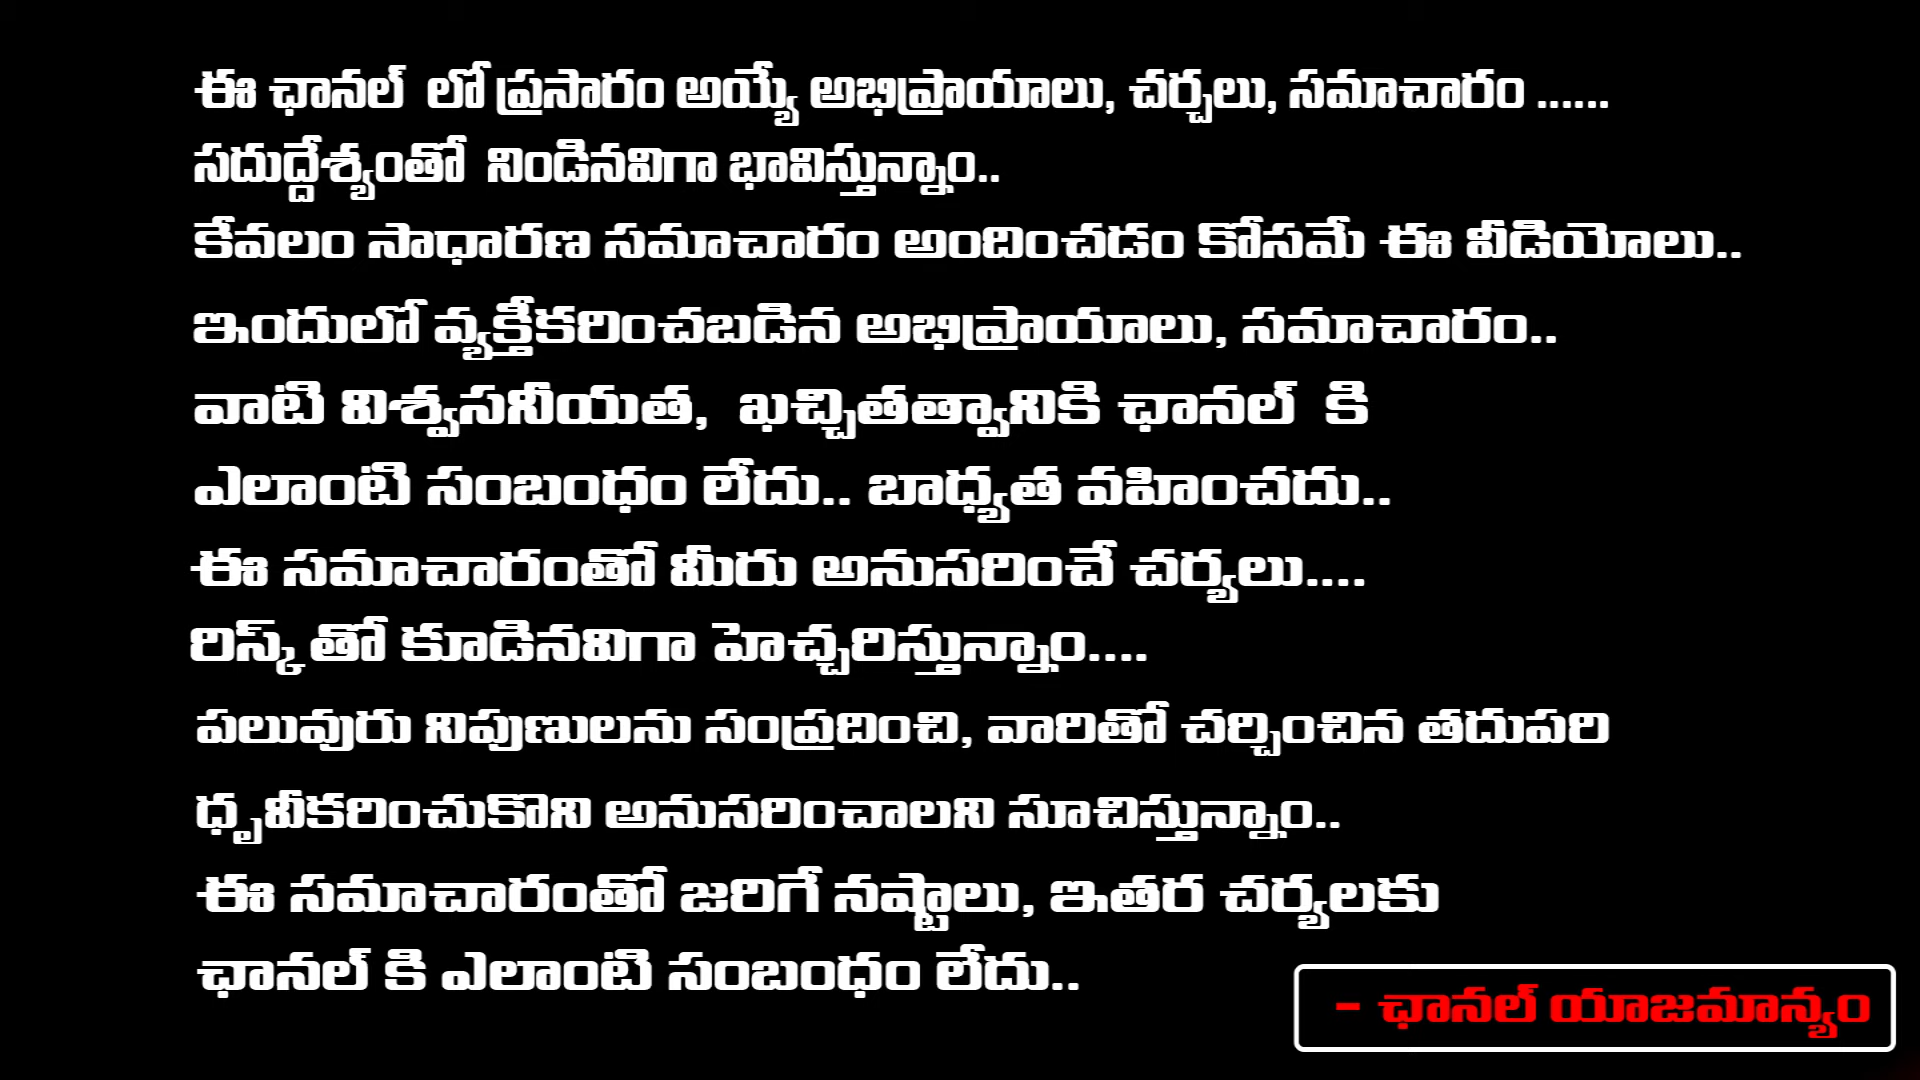 ఈ ఛానల్ లో ప్రసారం అయ్యే అభిప్రాయాలు, చర్చలు, సమాచారం ......
సదుద్దేశ్యంతో నిండినవిగా భావిస్తున్నాం..
కేవలం సాధారణ సమాచారం అందించడం కోసమే ఈ వీడియోలు..
ఇందులో వ్యక్తీకరించబడిన అభిప్రాయాలు, సమాచారం..
వాటి విశ్వసనీయత, ఖచ్చితత్వానికి ఛానల్ కి
ఎలాంటి సంబంధం లేదు.. బాధ్యత వహించదు..
ఈ సమాచారంతో మీరు అనుసరించే చర్యలు....
రిస్క్ తో కూడినవిగా హెచ్చరిస్తున్నాం....
పలువురు నిపుణులను సంప్రదించి, వారితో చర్చించిన తదుపరి
ధృవీకరించుకొని అనుసరించాలని సూచిస్తున్నాం..
ఈ సమాచారంతో జరిగే నష్టాలు, ఇతర చర్యలకు
ఛానల్ కి ఎలాంటి సంబంధం లేదు..
- ఛానల్ యాజమాన్యం